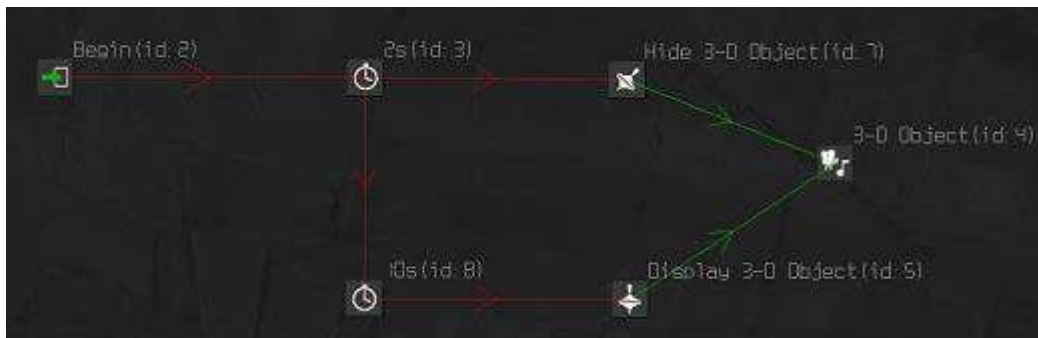 Begin(id: 2)
2s(id: 3)
Hide 3-D Object(id: 7)
3-D Object(id: 4)
10s(id: 8)
Display 3-D Object(id: 5)